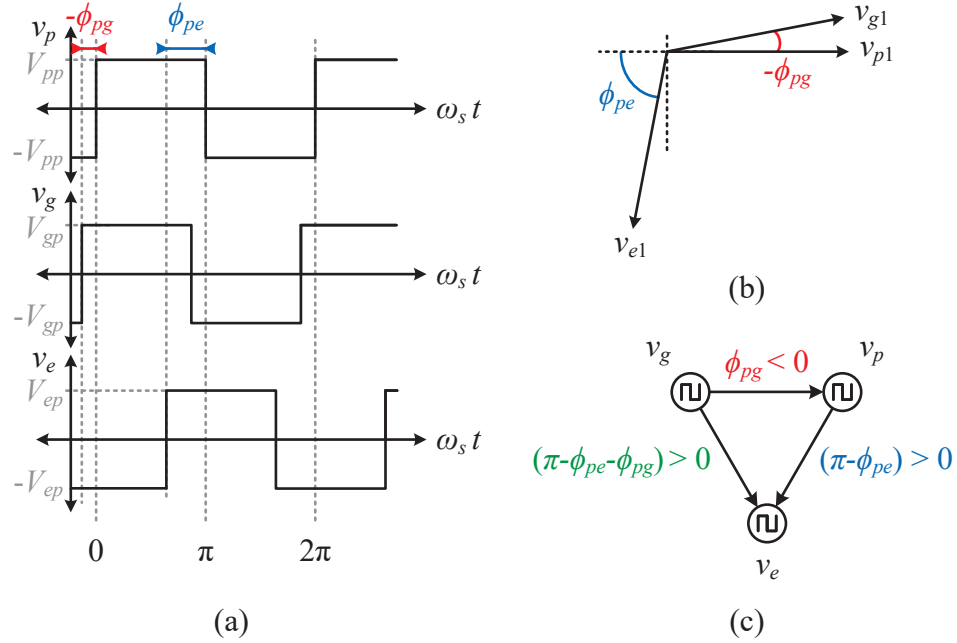 -ϕpg
ϕpe
vp
Vpp
ωs t
-Vpp
vg
Vgp
ωs t
-Vgp
ve
Vep
ωs t
-Vep
0
π
2π
(a)
vg1
vp1
-ϕpg
ϕpe
ve1
(b)
vg
vp
ϕpg < 0
(π-ϕpe-ϕpg) > 0
(π-ϕpe) > 0
ve
(c)